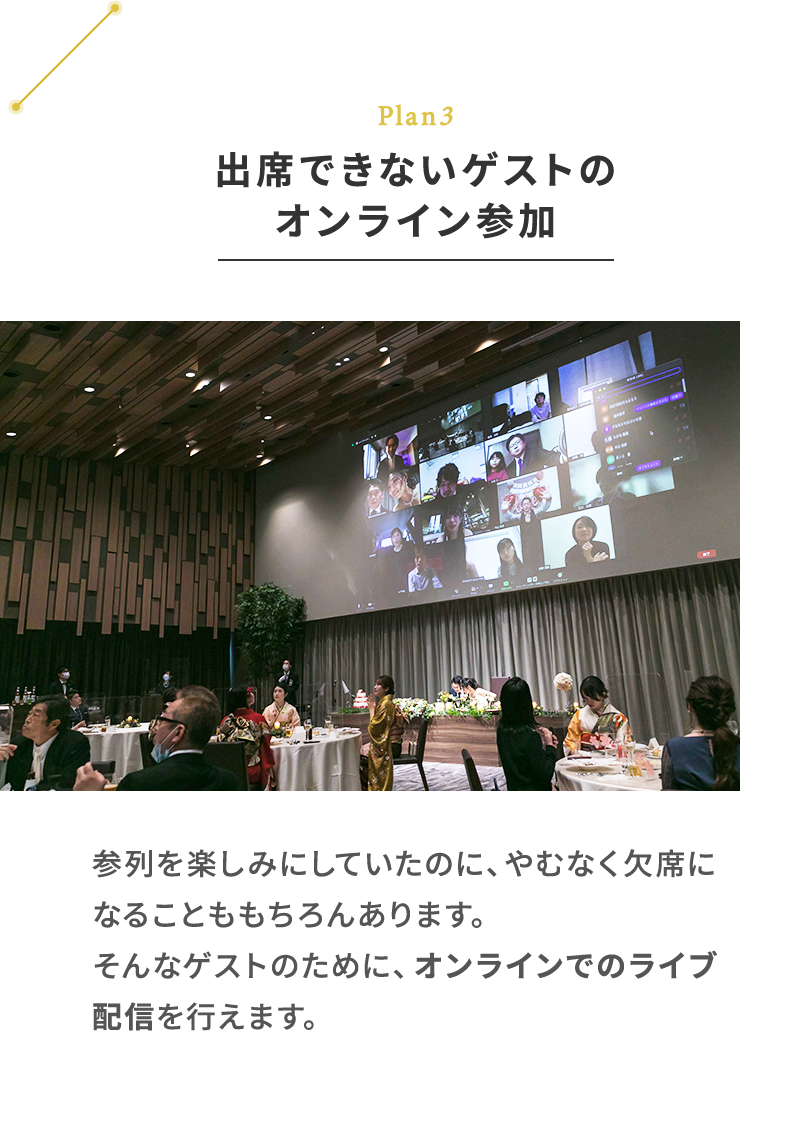 Plan3
出席できないゲストの
オンライン参加
参列を楽しみにしていたのに、やむなく欠席に
なることももちろんあります。
そんなゲストのために、オンラインでのライブ
配信を行えます。